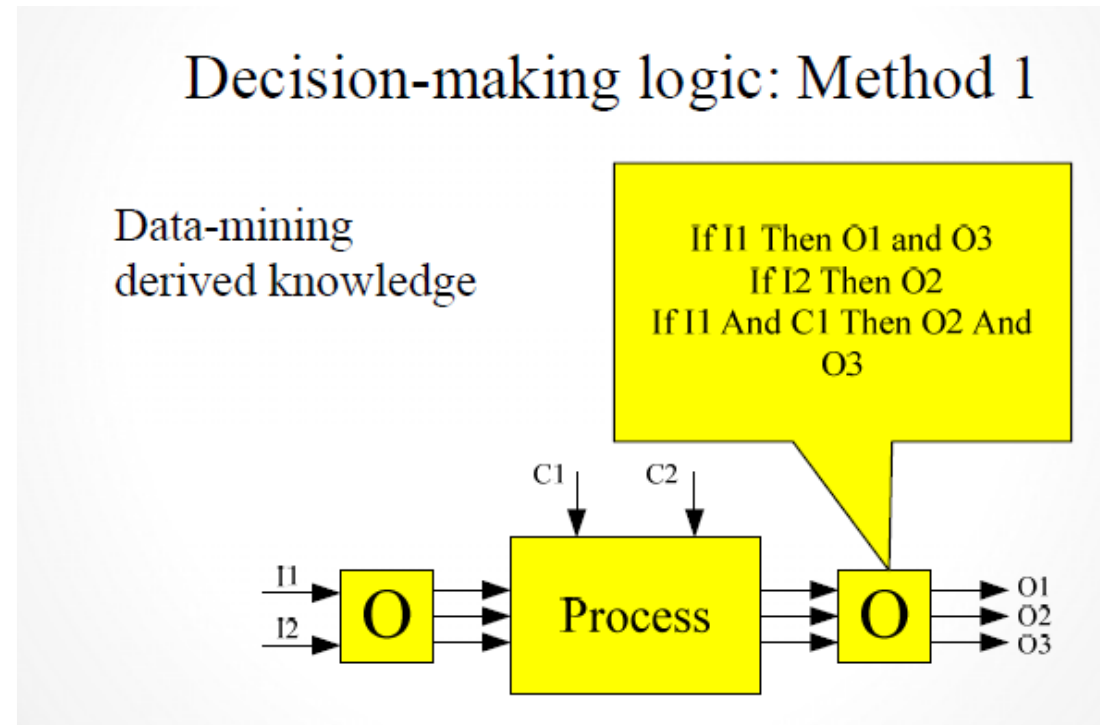 Decision-making logic: Method 1
Data-mining
derived knowledge
If I1 Then O1 and O3
If I2 Then O2
If I1 And C1 Then O2 And
O3
C1
C2
I1
I2
O
Process
O
O1
O2
O3